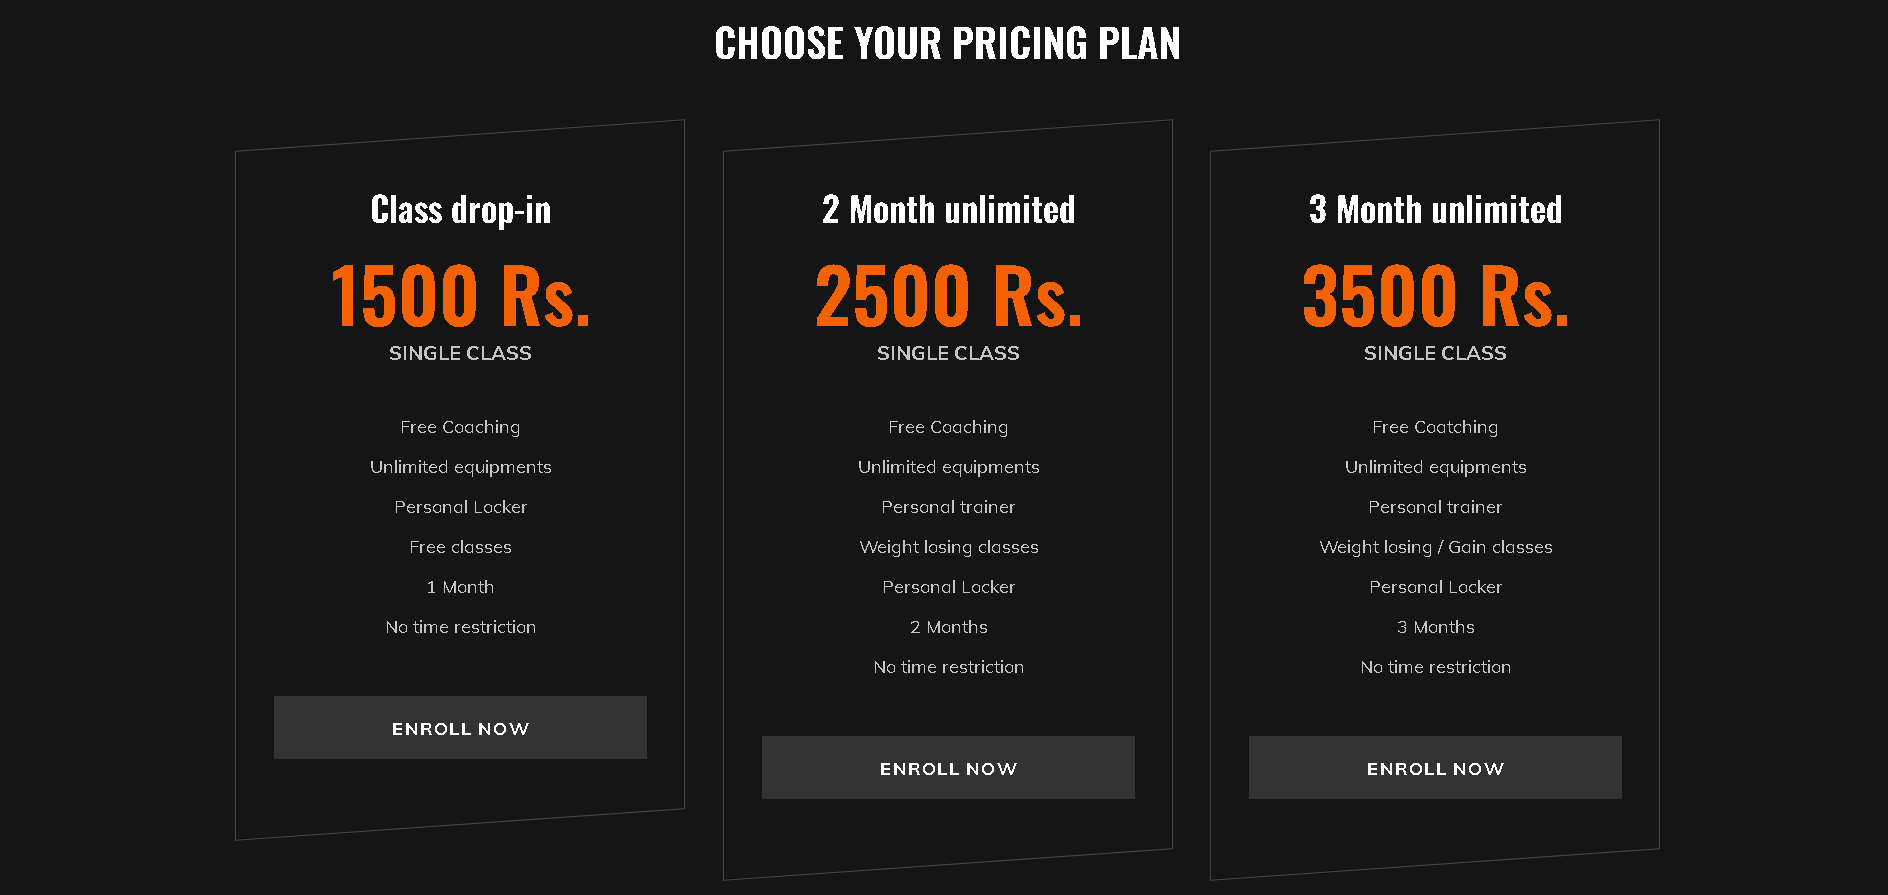 CHOOSE YOUR PRICING PLAN
Class drop-in
1500 Rs.
SINGLE CLASS
Free Coaching
Unlimited equipments
Personal Locker
Free classes
1 Month
No time restriction
ENROLL NOW
2 Month unlimited
2500 Rs.
SINGLE CLASS
Free Coaching
Unlimited equipments
Personal trainer
Weight losing classes
Personal Locker
2 Months
No time restriction
ENROLL NOW
3 Month unlimited
3500 Rs.
SINGLE CLASS
Free Coatching
Unlimited equipments
Personal trainer
Weight losing / Gain classes
Personal Locker
3 Months
No time restriction
ENROLL NOW